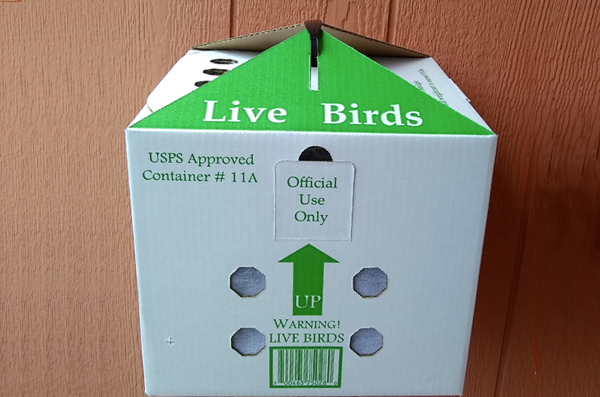 Live Birds
USPS Approved
Container # 11A
Official
Use
Only
UP
WARNING!
LIVE BIRDS